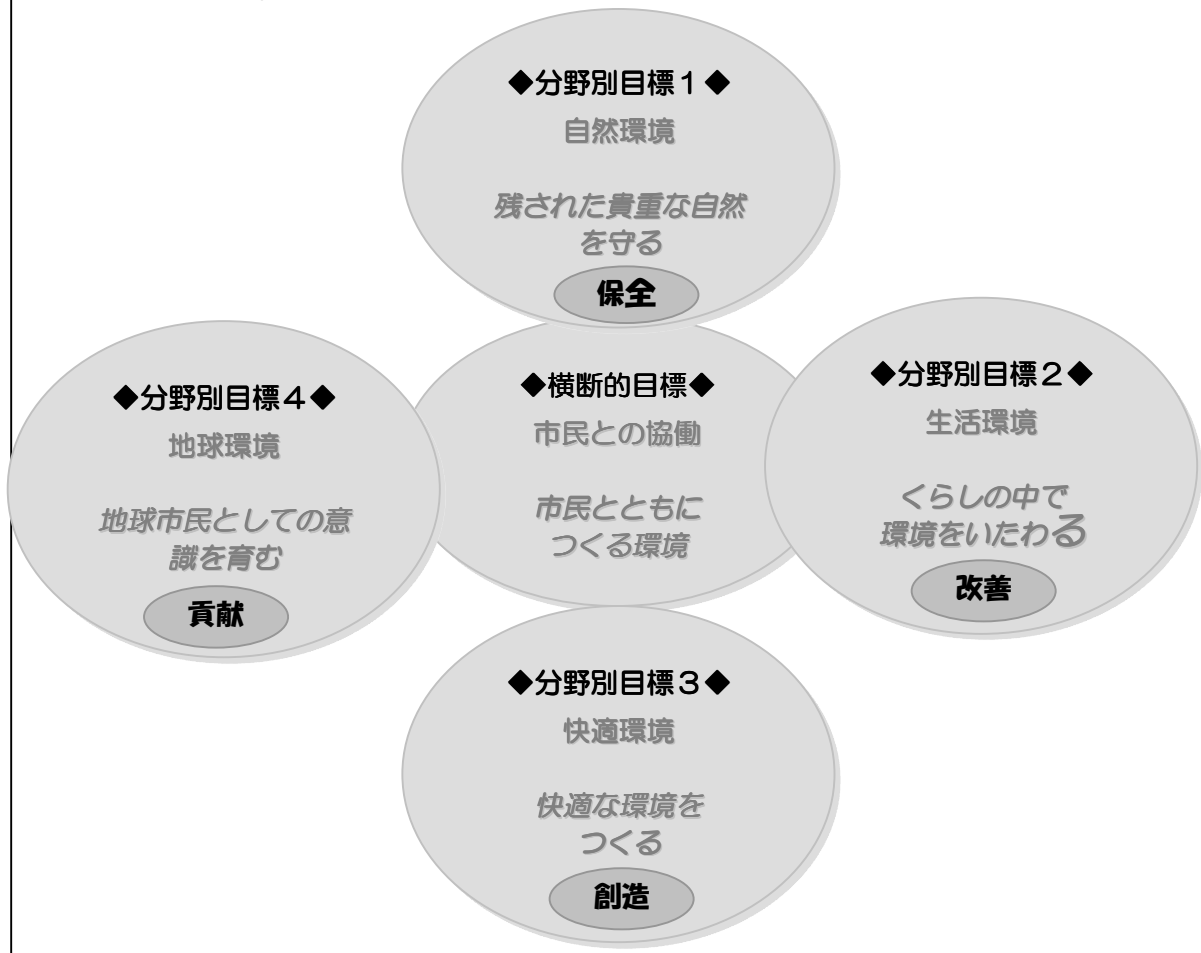 ◆分野別目標１◆
自然環境
残された貴重な自然
を守る
保全
◆分野別目標４◆
地球環境
地球市民としての意
識を育む
貢献
◆横断的目標◆
市民との協働
市民とともに
つくる環境
◆分野別目標２◆
生活環境
くらしの中で
環境をいたわる
改善
◆分野別目標３◆
快適環境
快適な環境を
つくる
創造